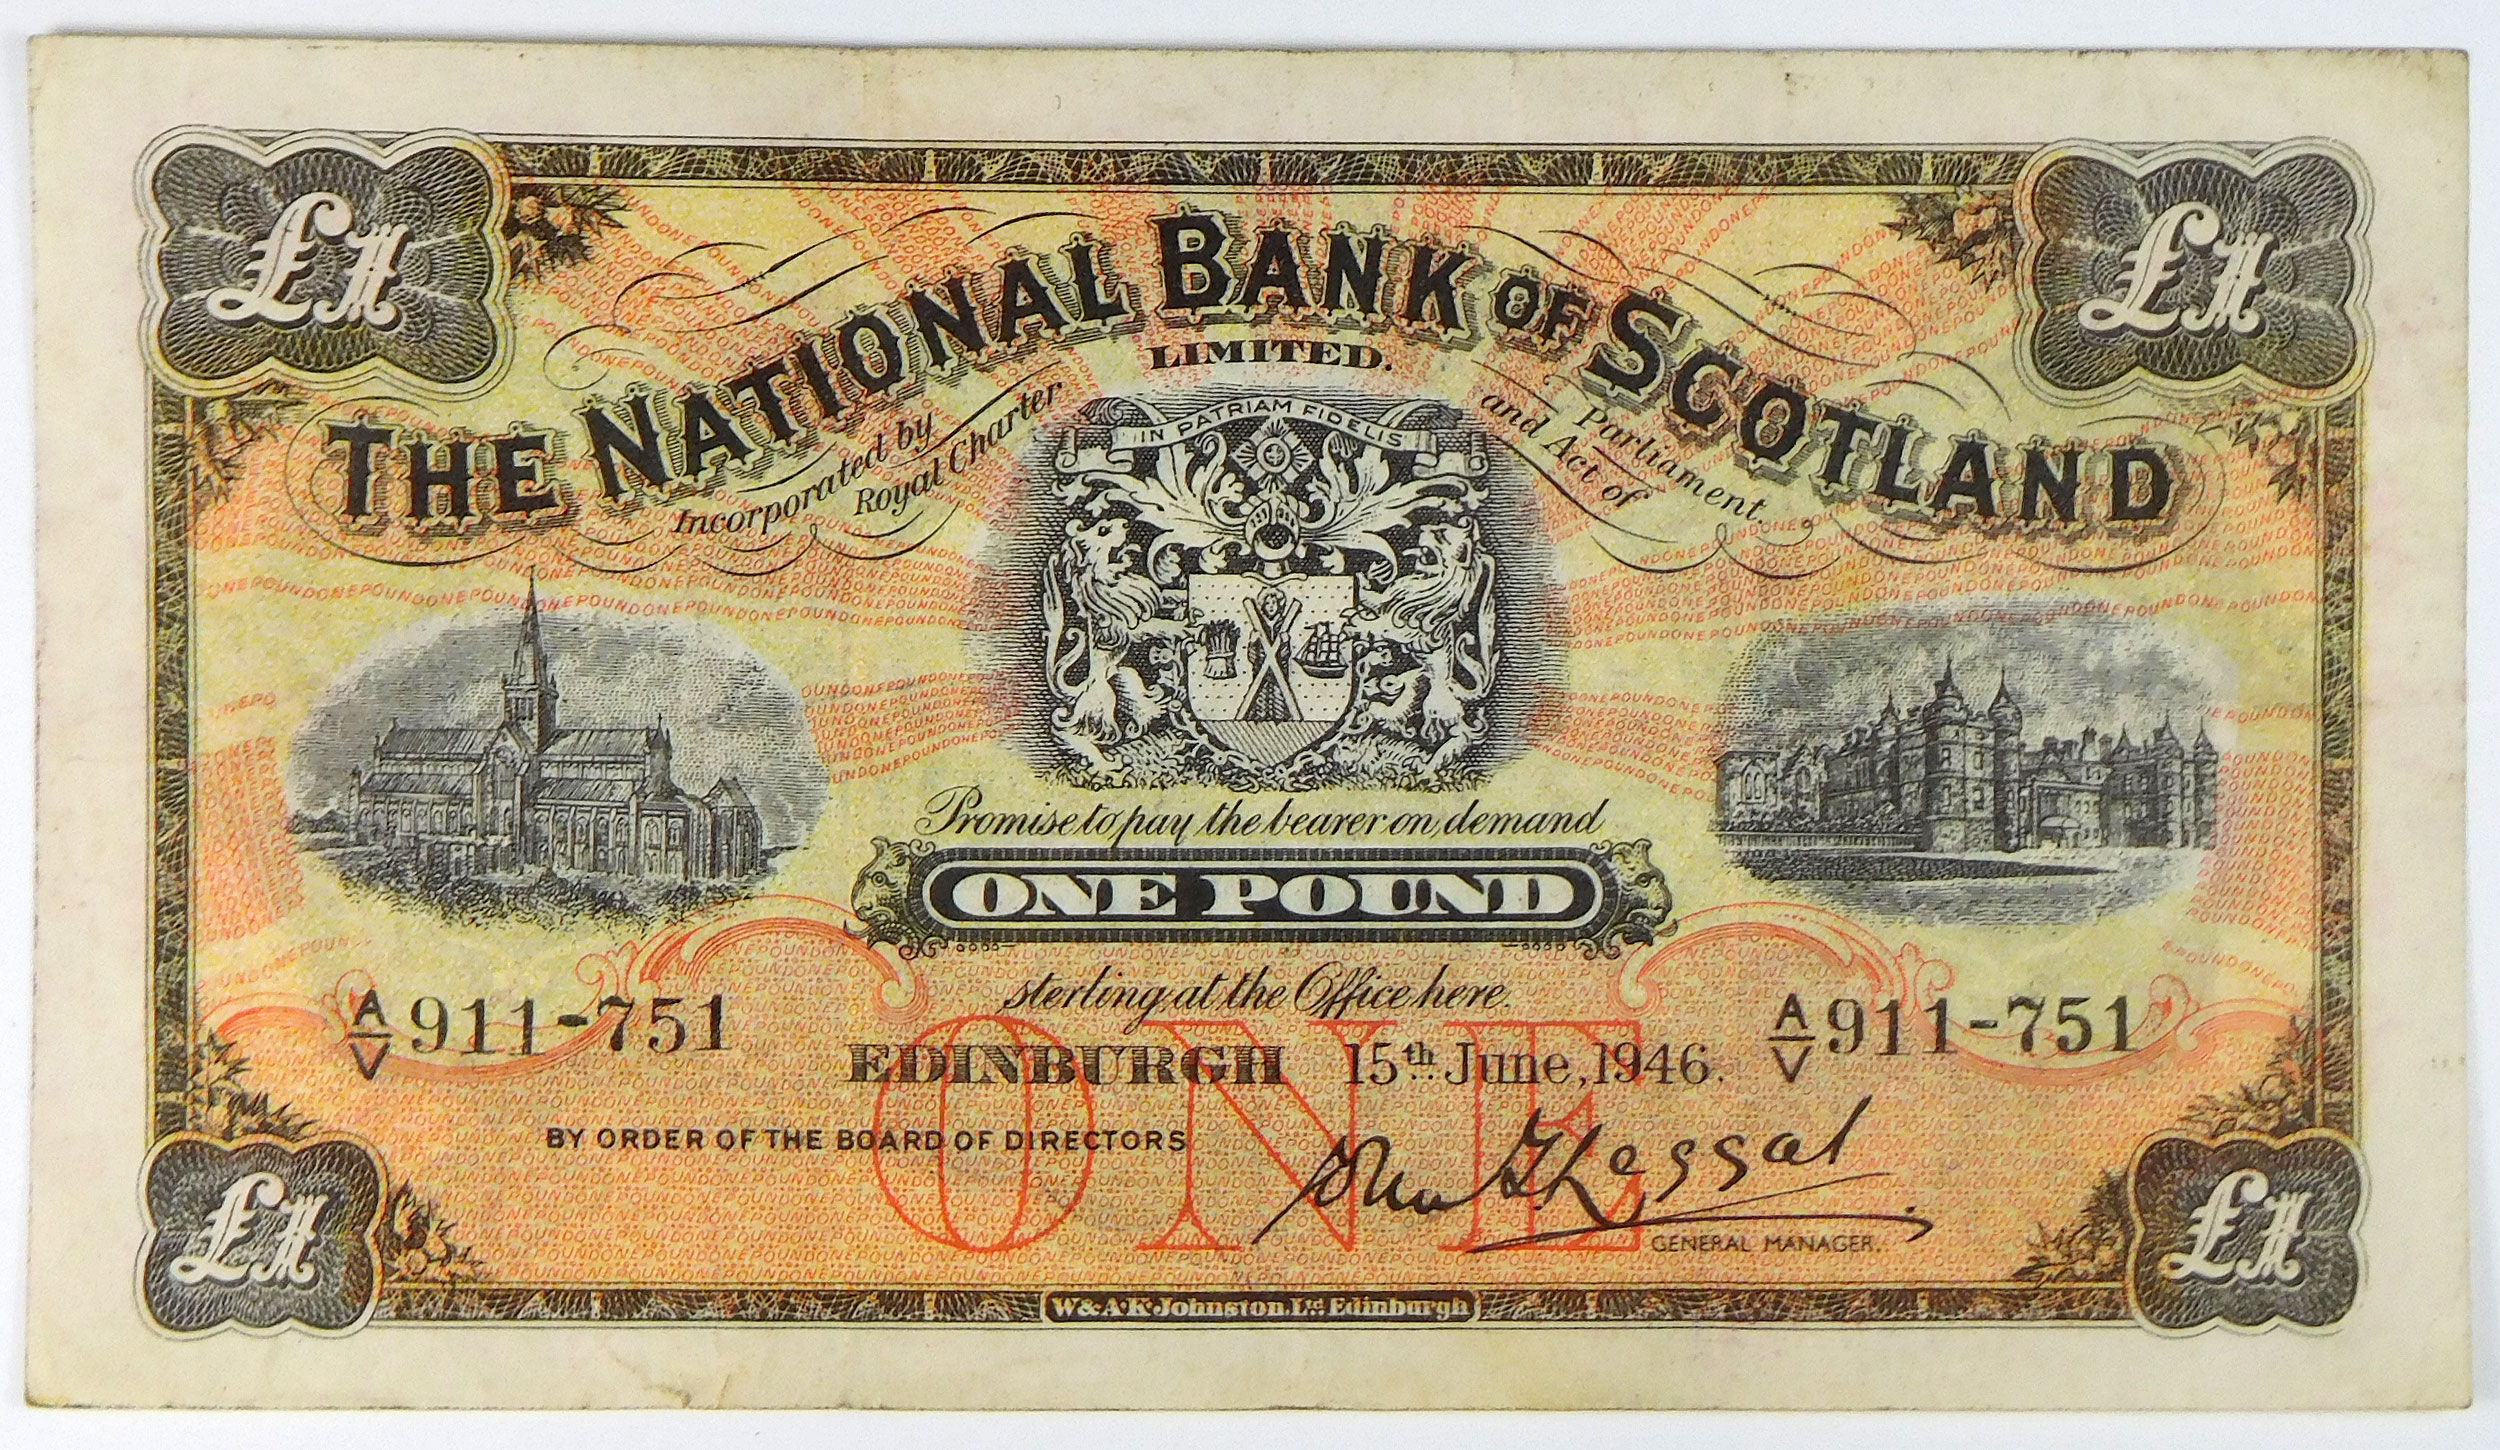 £1 £1
THE NATIONAL BANK OF SCOTLAND
LIMITED.
Incorporated by
Royal Charter
and Act of
Parliament.
IN PATRIAM FIDELIS
Promise to pay the bearer on demand
ONE POUND
sterling at the Office here.
A/V 911-751
A/V 911-751
EDINBURGH 15th June, 1946.
ONE
BY ORDER OF THE BOARD OF DIRECTORS
GENERAL MANAGER.
£1 £1
W. & A. K. Johnston, Ltd. Edinburgh